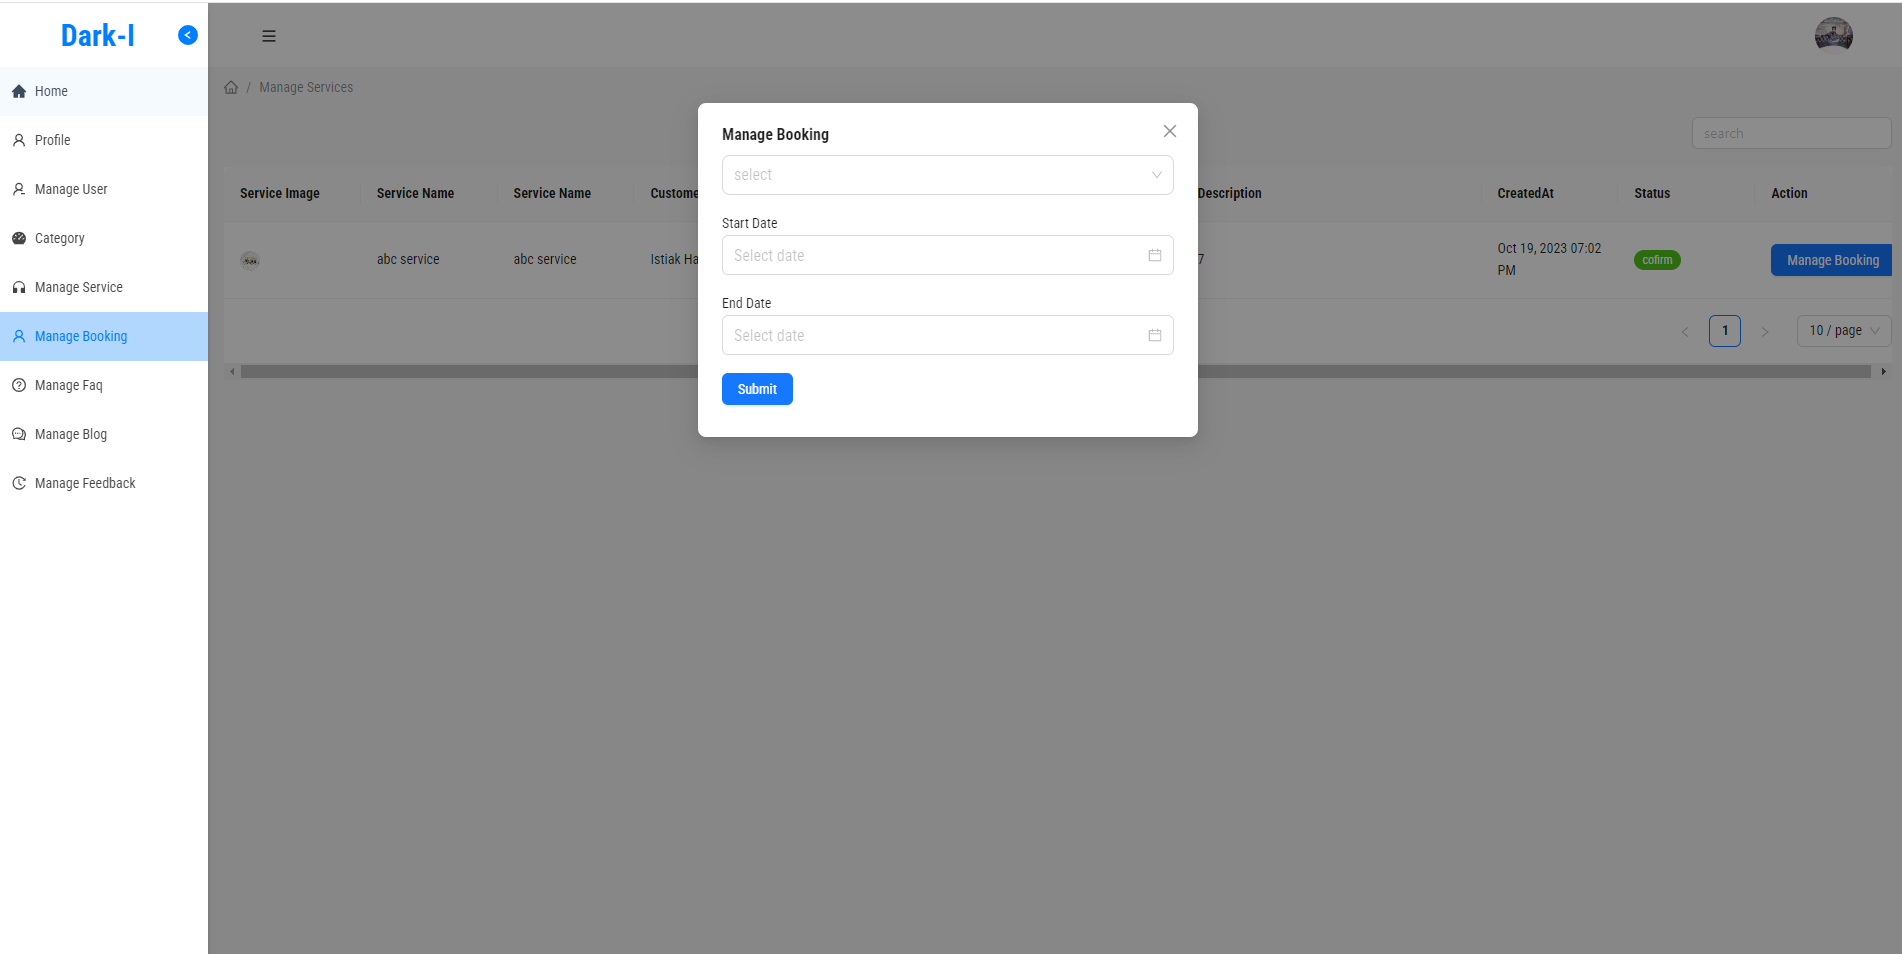 Dark-I
Home
Profile
Manage User
Category
Manage Service
Manage Booking
Manage Faq
Manage Blog
Manage Feedback
/ Manage Services
search
Service Image Service Name Service Name Custome Description CreatedAt Status Action
abc service abc service Istiak Ha 7 Oct 19, 2023 07:02 PM cofirm Manage Booking
1 10 / page
Manage Booking
select
Start Date
Select date
End Date
Select date
Submit